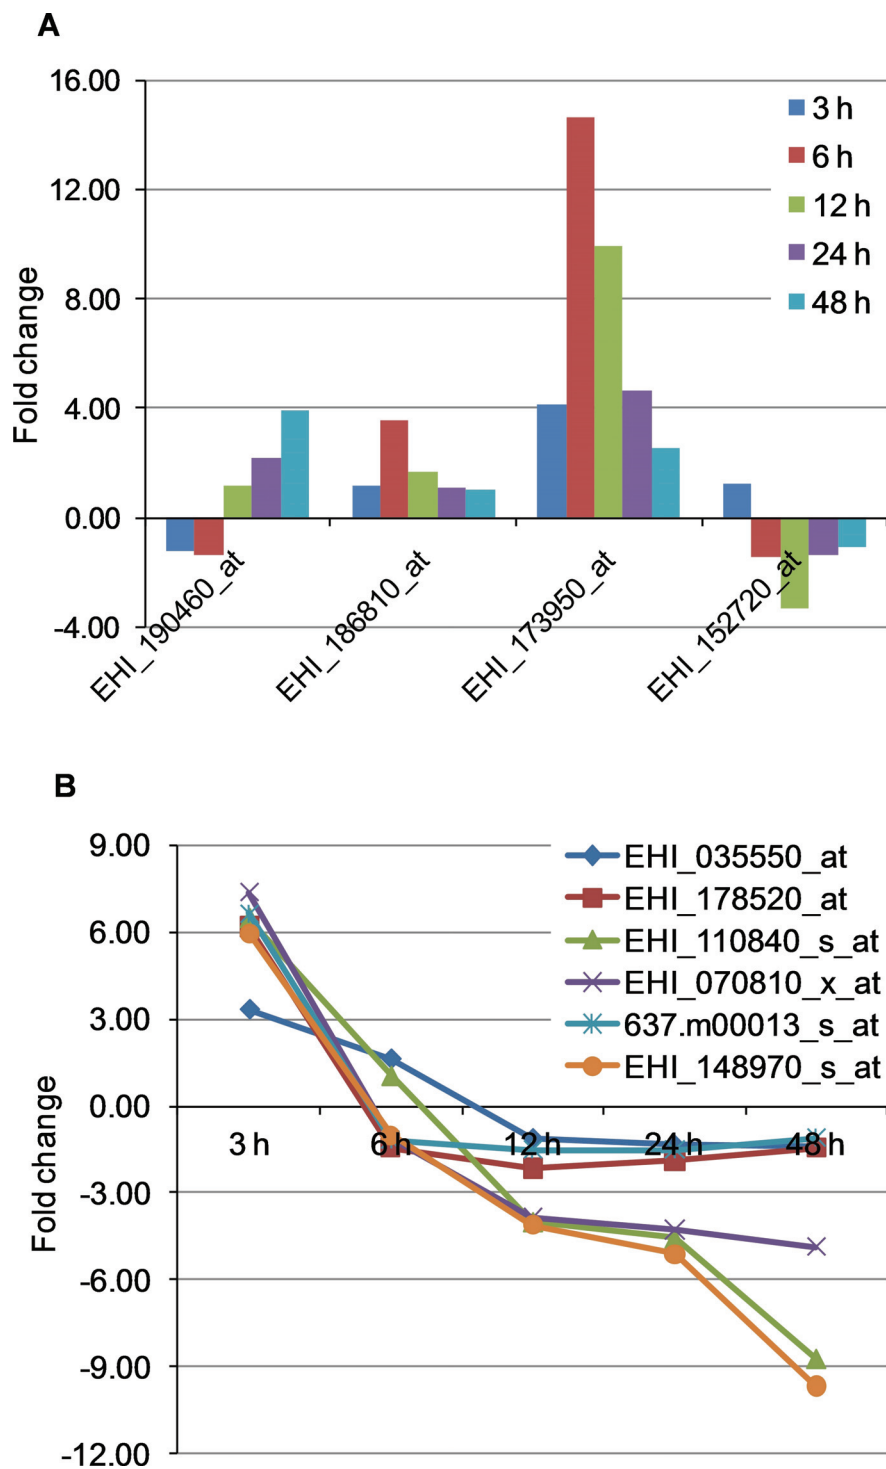 A
16.00
12.00
8.00
4.00
0.00
-4.00
Fold change
3 h
6 h
12 h
24 h
48 h
EHI_190460_at
EHI_186810_at
EHI_173950_at
EHI_152720_at
B
9.00
6.00
3.00
0.00
-3.00
-6.00
-9.00
-12.00
Fold change
EHI_035550_at
EHI_178520_at
EHI_110840_s_at
EHI_070810_x_at
637.m00013_s_at
EHI_148970_s_at
3 h
6 h
12 h
24 h
48 h